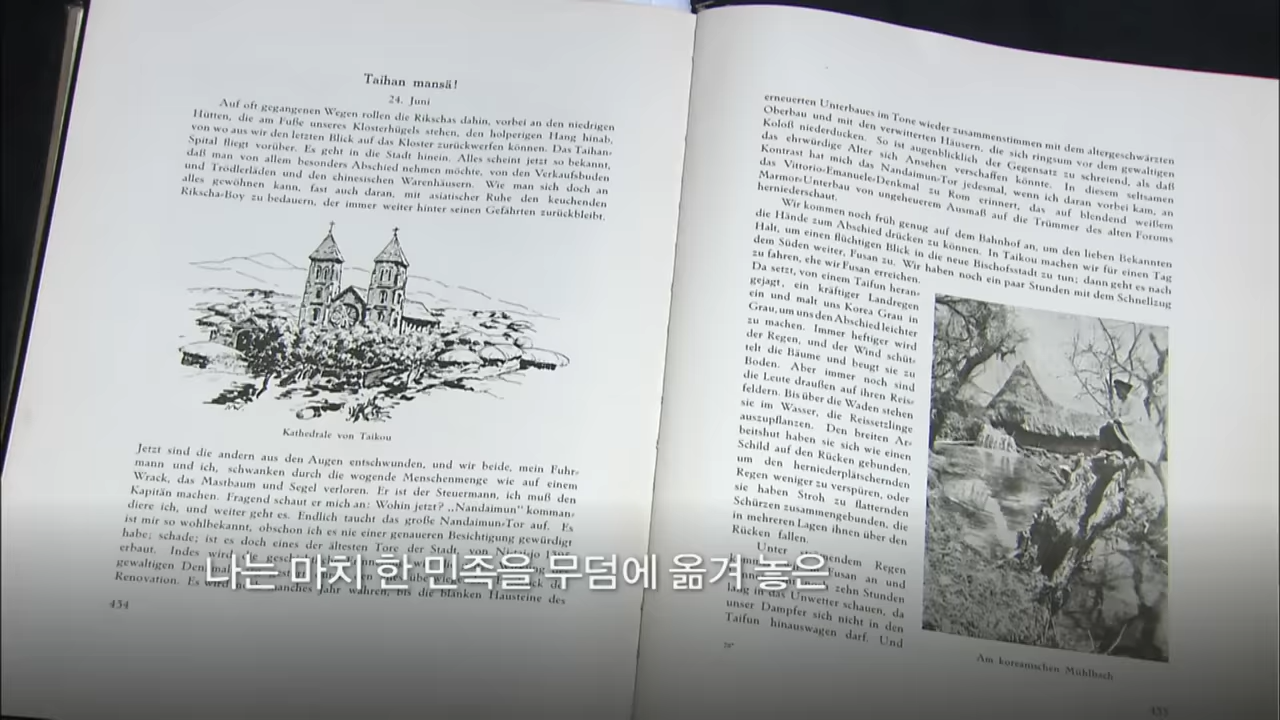 Taihan mansä!
24. Juni
Auf oft gegangenen Wegen rollen die Rikschas dahin, vorbei an den niedrigen
Hütten, die am Fuße unseres Klosterhügels stehen, den holperigen Hang hinab,
von wo aus wir den letzten Blick auf das Kloster zurückwerfen können. Das Taihan-
Spital fliegt vorüber. Es geht in die Stadt hinein. Alles scheint jetzt so bekannt,
daß man von allem besonders Abschied nehmen möchte, von den Verkaufsbuden
und Trödlerläden und den chinesischen Warenhäusern. Wie man sich doch an
alles gewöhnen kann, fast auch daran, mit asiatischer Ruhe den keuchenden
Rikscha-Boy zu bedauern, der immer weiter hinter seinen Gefährten zurückbleibt.
Kathedrale von Taikou
Jetzt sind die andern aus den Augen entschwunden, und wir beide, mein Fuhr-
mann und ich, schwanken durch die wogende Menschenmenge wie auf einem
Wrack, das Mastbaum und Segel verloren. Er ist der Steuermann, ich muß den
Kapitän machen. Fragend schaut er mich an: Wohin jetzt? „Nandaimun" komman-
diere ich, und weiter geht es. Endlich taucht das große Nandaimun-Tor auf. Es
ist mir so wohlbekannt, obschon ich es nie einer genaueren Besichtigung gewürdigt
habe; schade; ist es doch eines der ältesten Tore der Stadt, von
erbaut. Indes
gewaltigen
Renovation. Es manches Jahr währen, bis die blanken Hausteine des
434
erneuerten Unterbaues im Tone wieder zusammenstimmen mit dem altergeschwärzten
Oberbau und mit den verwitterten Häusern, die sich ringsum vor dem gewaltigen
Koloß niederducken. So ist augenblicklich der Gegensatz zu schreiend, als daß
das ehrwürdige Alter sich Ansehen verschaffen könnte. In diesem seltsamen
Kontrast hat mich das Nandaimun-Tor jedesmal, wenn ich daran vorbei kam, an
das Vittorio-Emanuele-Denkmal zu Rom erinnert, das auf blendend weißem
Marmor-Unterbau von ungeheuerem Ausmaß auf die Trümmer des alten Forums
herniederschaut.
Wir kommen noch früh genug auf dem Bahnhof an, um den lieben Bekannten
die Hände zum Abschied drücken zu können. In Taikou machen wir für einen Tag
Halt, um einen flüchtigen Blick in die neue Bischofsstadt zu tun; dann geht es nach
dem Süden weiter, Fusan zu. Wir haben noch ein paar Stunden mit dem Schnellzug
zu fahren, ehe wir Fusan erreichen.
Da setzt, von einem Taifun heran-
gejagt, ein kräftiger Landregen
ein und malt uns Korea Grau in
Grau, um uns den Abschied leichter
zu machen. Immer heftiger wird
der Regen, und der Wind schüt-
telt die Bäume und beugt sie zu
Boden. Aber immer noch sind
die Leute draußen auf ihren Reis-
feldern. Bis über die Waden stehen
sie im Wasser, die Reissetzlinge
auszupflanzen. Den breiten Ar-
beitshut haben sie sich wie einen
Schild auf den Rücken gebunden,
um den herniederplätschernden
Regen weniger zu verspüren, oder
sie haben Stroh zu flatternden
Schürzen zusammengebunden, die
in mehreren Lagen ihnen über den
Rücken fallen.
Unter Regen
an und
zehn Stunden
lang in das Unwetter schauen, da
unser Dampfer sich nicht in den
Taifun hinauswagen darf. Und
Am koreanischen Mühlbach
나는 마치 한 민족을 무덤에 옮겨 놓은